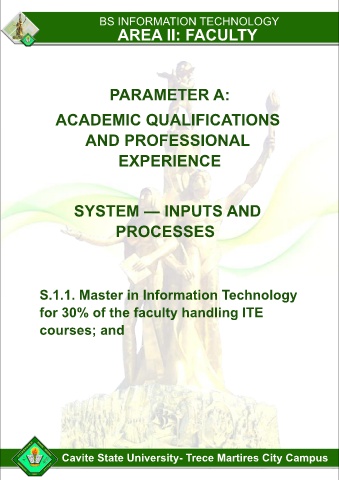 BS INFORMATION TECHNOLOGY
AREA II: FACULTY
PARAMETER A:
ACADEMIC QUALIFICATIONS
AND PROFESSIONAL
EXPERIENCE
SYSTEM — INPUTS AND
PROCESSES
S.1.1. Master in Information Technology
for 30% of the faculty handling ITE
courses; and
Cavite State University- Trece Martires City Campus